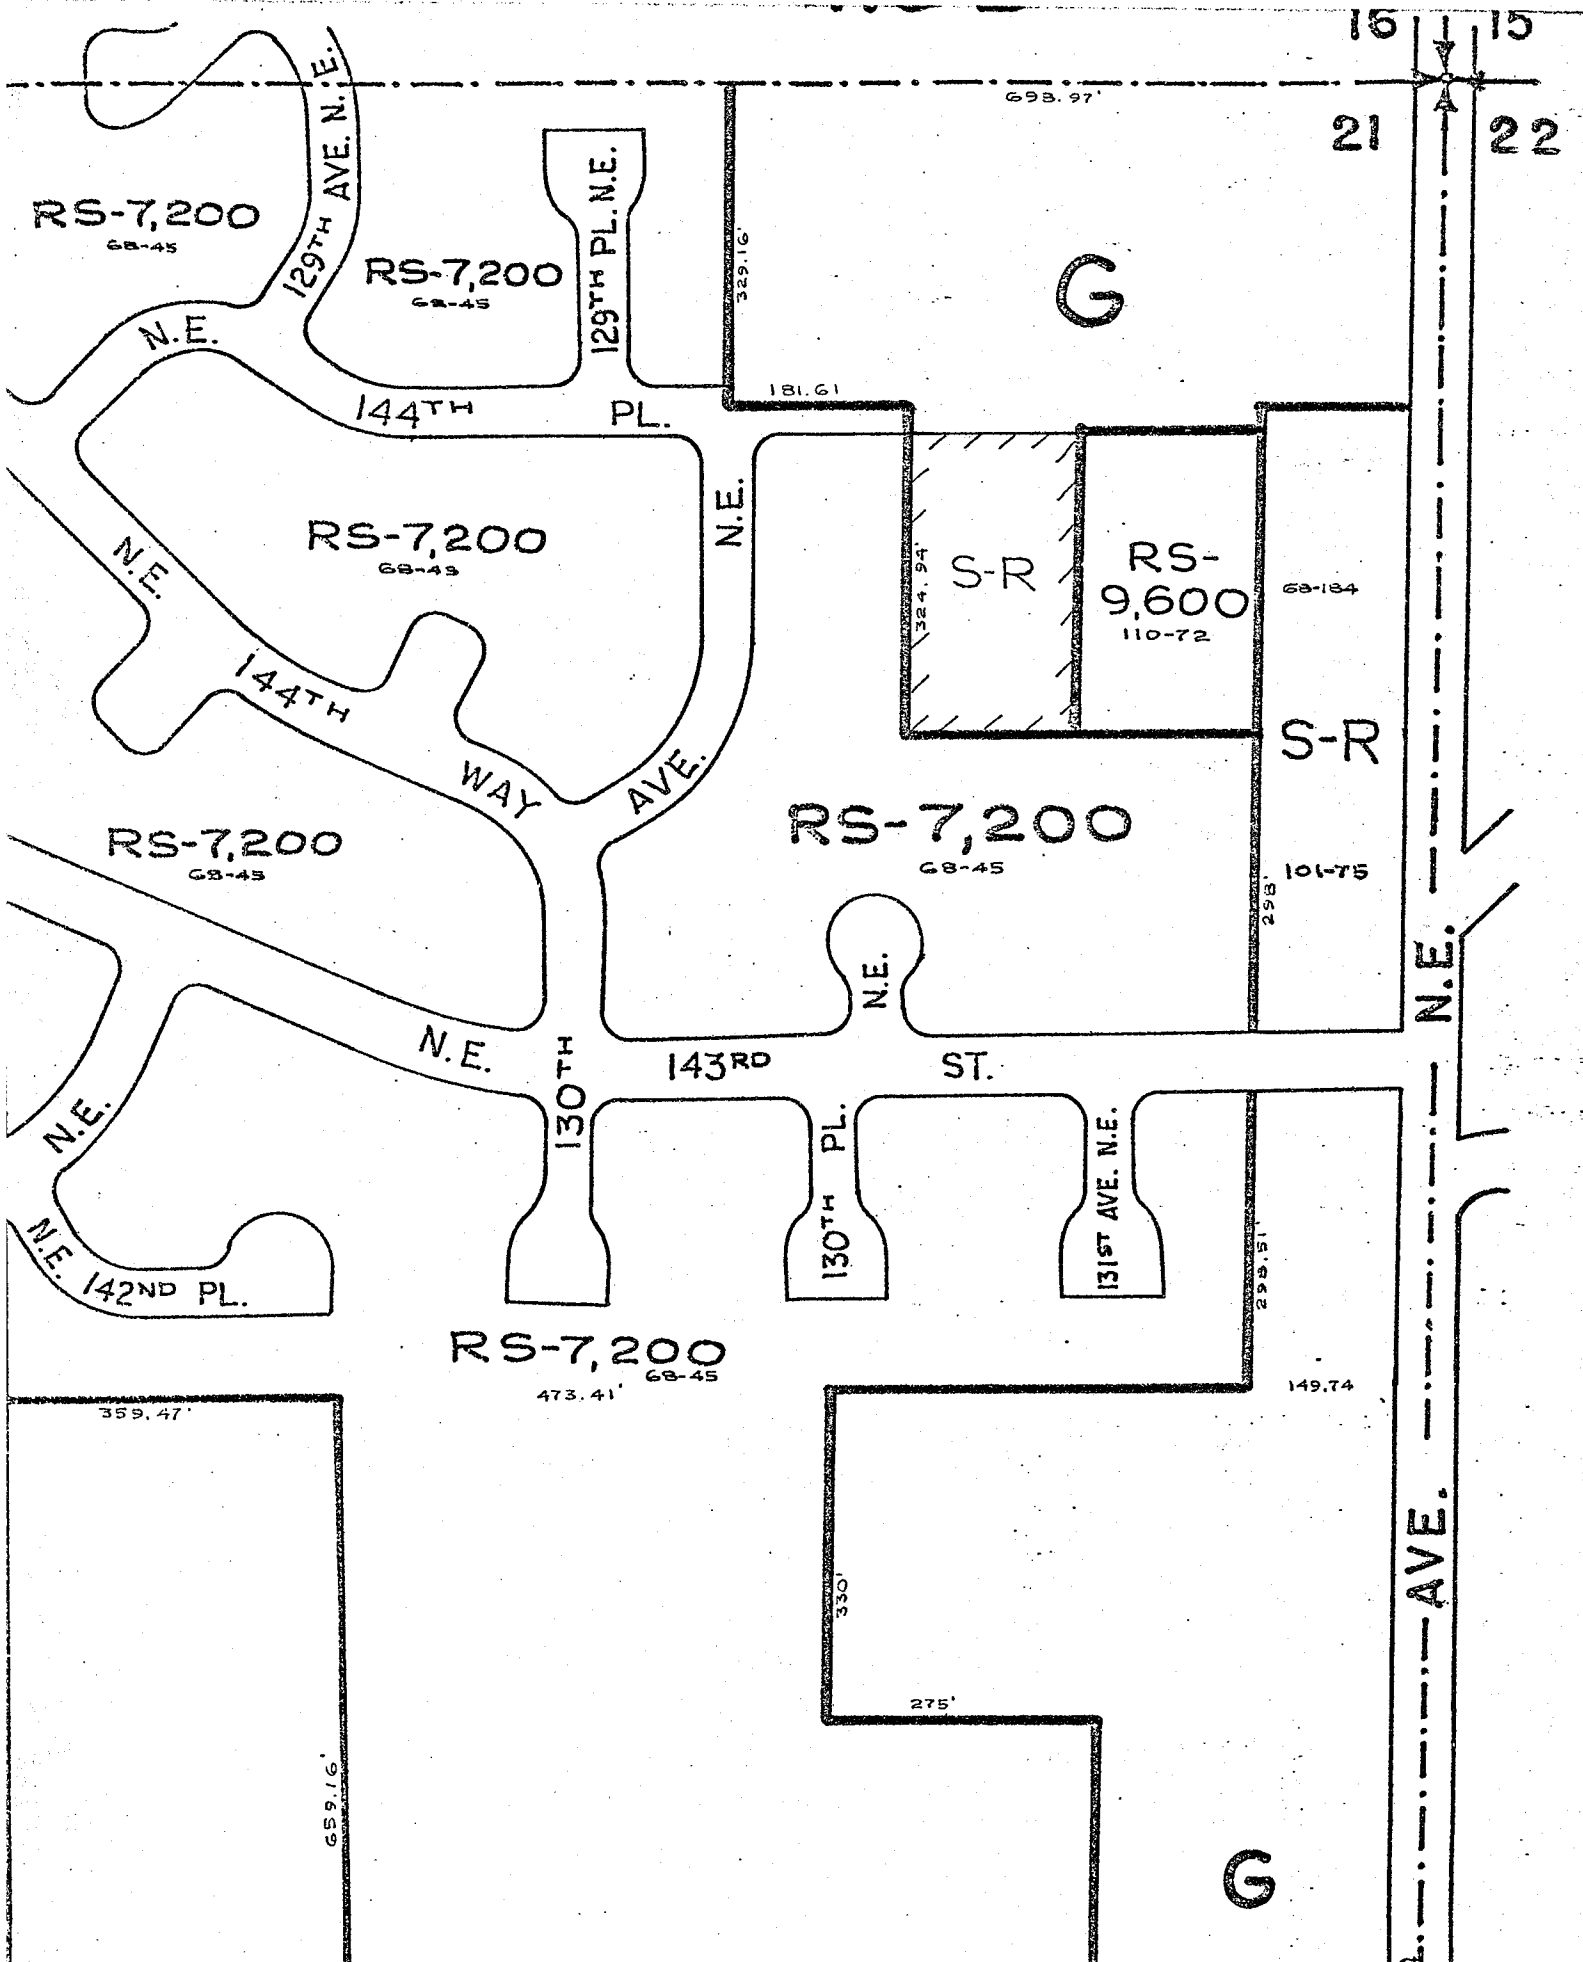 16 15
693.97'
21 22
129TH AVE. N.E.
129TH PL. N.E.
RS-7,200
68-45
RS-7,200
68-45
329.16'
G
N.E. 144TH PL.
181.61
RS-7,200
68-45
N.E.
324.94'
S-R
RS-
9,600
110-72
68-184
N.E. 144TH WAY
AVE.
S-R
RS-7,200
68-45
RS-7,200
68-45
101-75
298'
N.E.
N.E.
N.E. 143RD ST.
130TH
130TH PL.
131ST AVE. N.E.
N.E.
N.E. 142ND PL.
298.51'
RS-7,200
68-45
473.41'
359.47'
149.74
AVE.
330'
275'
659.16'
G